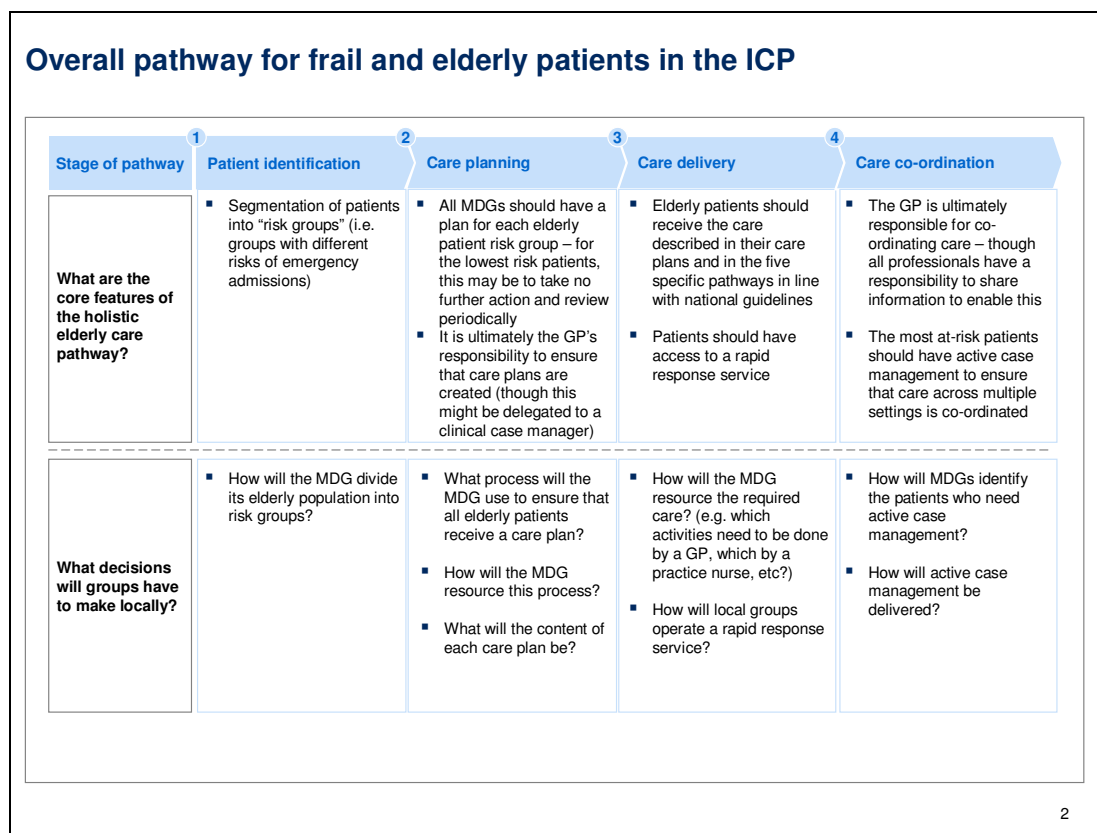 Overall pathway for frail and elderly patients in the ICP
1
2
3
4
Stage of pathway
Patient identification
Care planning
Care delivery
Care co-ordination
What are the
core features of
the holistic
elderly care
pathway?
▪ Segmentation of patients
into “risk groups” (i.e.
groups with different
risks of emergency
admissions)
▪ All MDGs should have a
plan for each elderly
patient risk group – for
the lowest risk patients,
this may be to take no
further action and review
periodically
▪ It is ultimately the GP’s
responsibility to ensure
that care plans are
created (though this
might be delegated to a
clinical case manager)
▪ Elderly patients should
receive the care
described in their care
plans and in the five
specific pathways in line
with national guidelines
▪ Patients should have
access to a rapid
response service
▪ The GP is ultimately
responsible for co-
ordinating care – though
all professionals have a
responsibility to share
information to enable this
▪ The most at-risk patients
should have active case
management to ensure
that care across multiple
settings is co-ordinated
What decisions
will groups have
to make locally?
▪ How will the MDG divide
its elderly population into
risk groups?
▪ What process will the
MDG use to ensure that
all elderly patients
receive a care plan?
▪ How will the MDG
resource this process?
▪ What will the content of
each care plan be?
▪ How will the MDG
resource the required
care? (e.g. which
activities need to be done
by a GP, which by a
practice nurse, etc?)
▪ How will local groups
operate a rapid response
service?
▪ How will MDGs identify
the patients who need
active case
management?
▪ How will active case
management be
delivered?
2